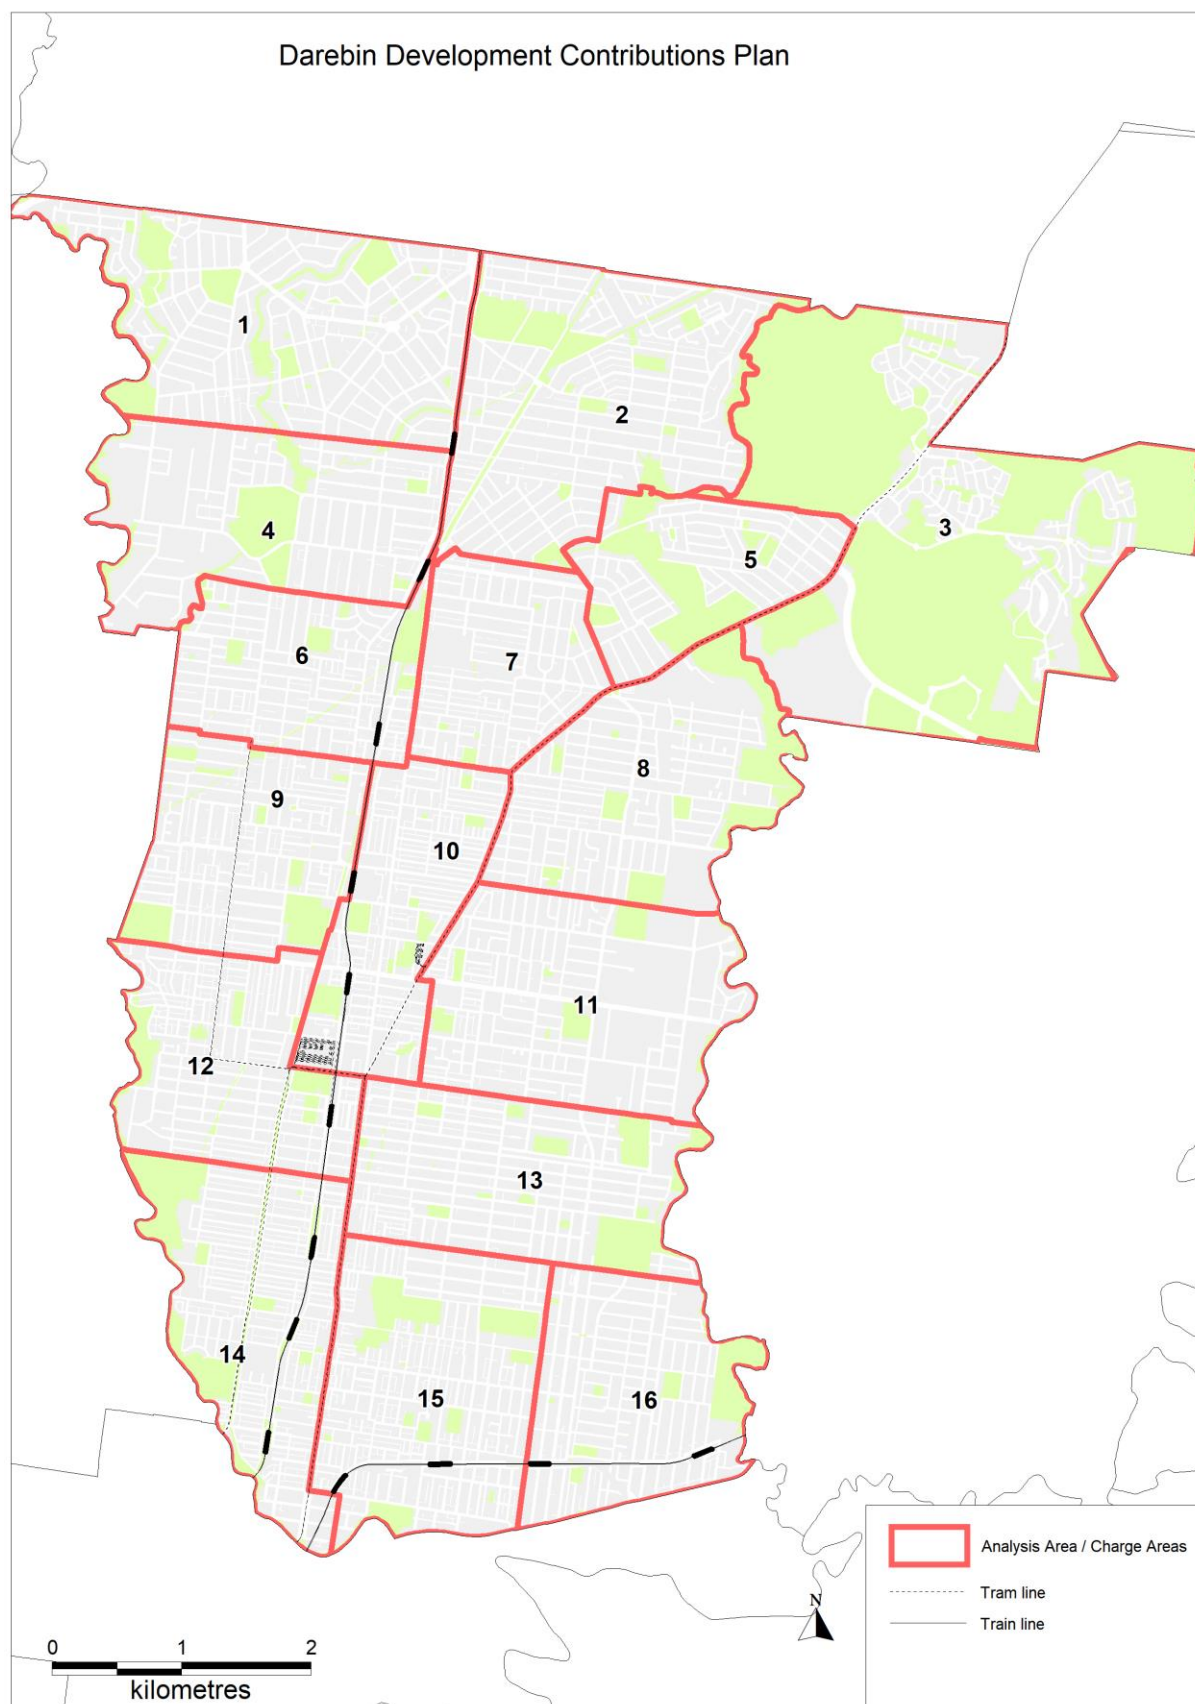 Darebin Development Contributions Plan
1
2
3
4
5
6
7
8
9
10
11
12
13
14
15
16
Analysis Area / Charge Areas
Tram line
Train line
N
0 1 2
kilometres